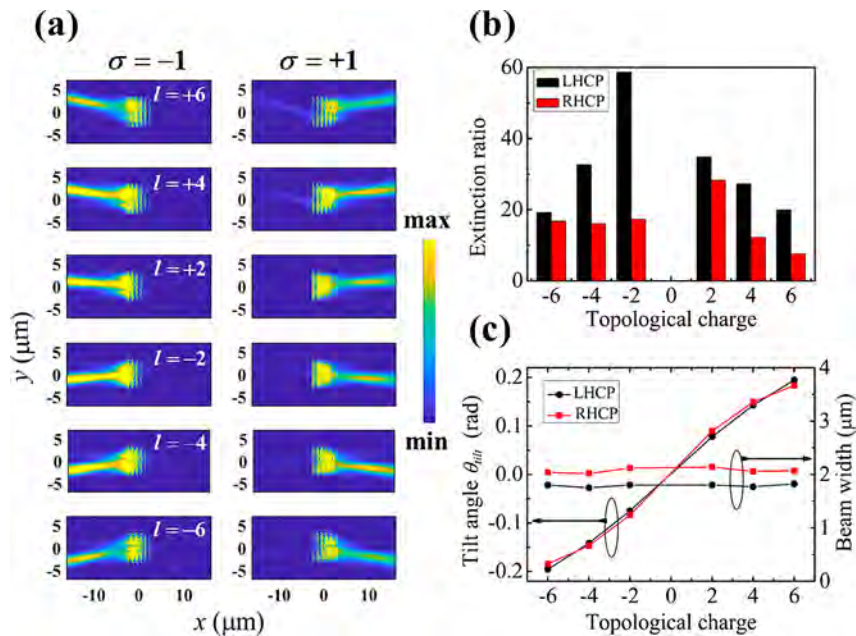 (a)
σ = −1
σ = +1
5
0
-5
l = +6
5
0
-5
l = +4
max
5
0
-5
l = +2
5
0
-5
l = −2
min
5
0
-5
l = −4
5
0
-5
l = −6
-10 0 10
-10 0 10
x (μm)
y (μm)
(b)
LHCP
RHCP
60
40
20
0
Extinction ratio
-6 -4 -2 0 2 4 6
Topological charge
(c)
LHCP
RHCP
0.2
0.1
0.0
-0.1
-0.2
Tilt angle θtilt (rad)
4
3
2
1
0
Beam width (μm)
-6 -4 -2 0 2 4 6
Topological charge